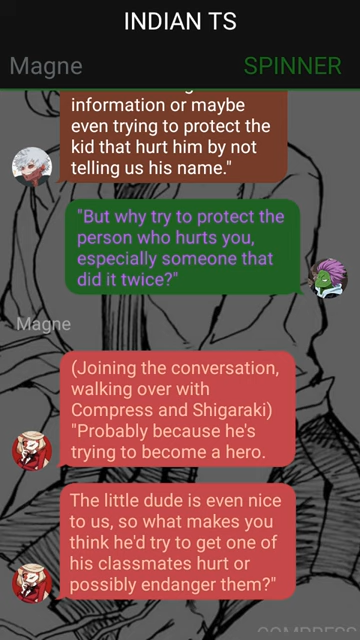 INDIAN TS
Magne
SPINNER
information or maybe
even trying to protect the
kid that hurt him by not
telling us his name."
"But why try to protect the
person who hurts you,
especially someone that
did it twice?"
Magne
(Joining the conversation,
walking over with
Compress and Shigaraki)
"Probably because he's
trying to become a hero.
The little dude is even nice
to us, so what makes you
think he'd try to get one of
his classmates hurt or
possibly endanger them?"